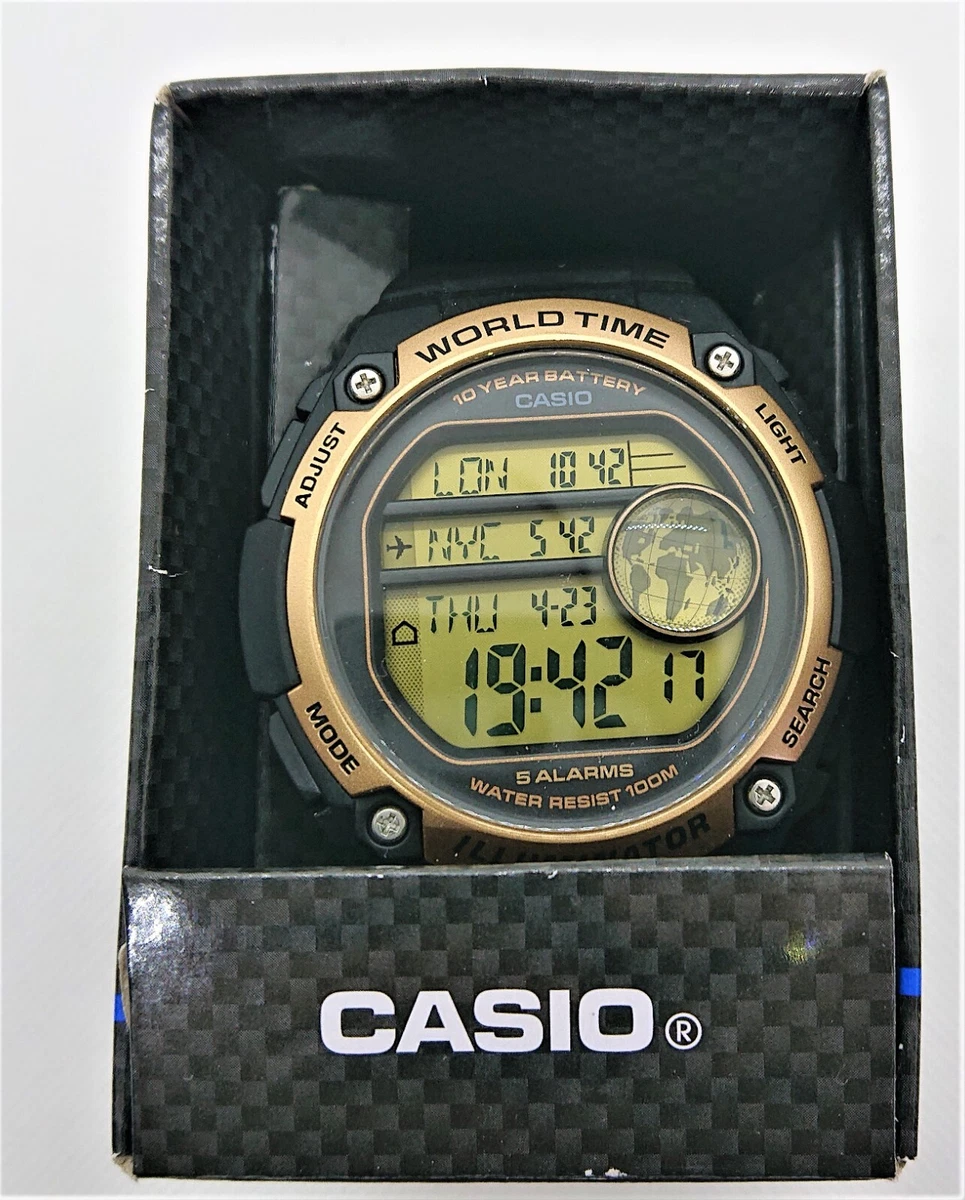 WORLD TIME
10 YEAR BATTERY
CASIO
ADJUST
LIGHT
LON 10 42
NYC 5 42
THU 4-23
19:42 17
MODE
SEARCH
5 ALARMS
WATER RESIST 100M
ILLUMINATOR
CASIO®